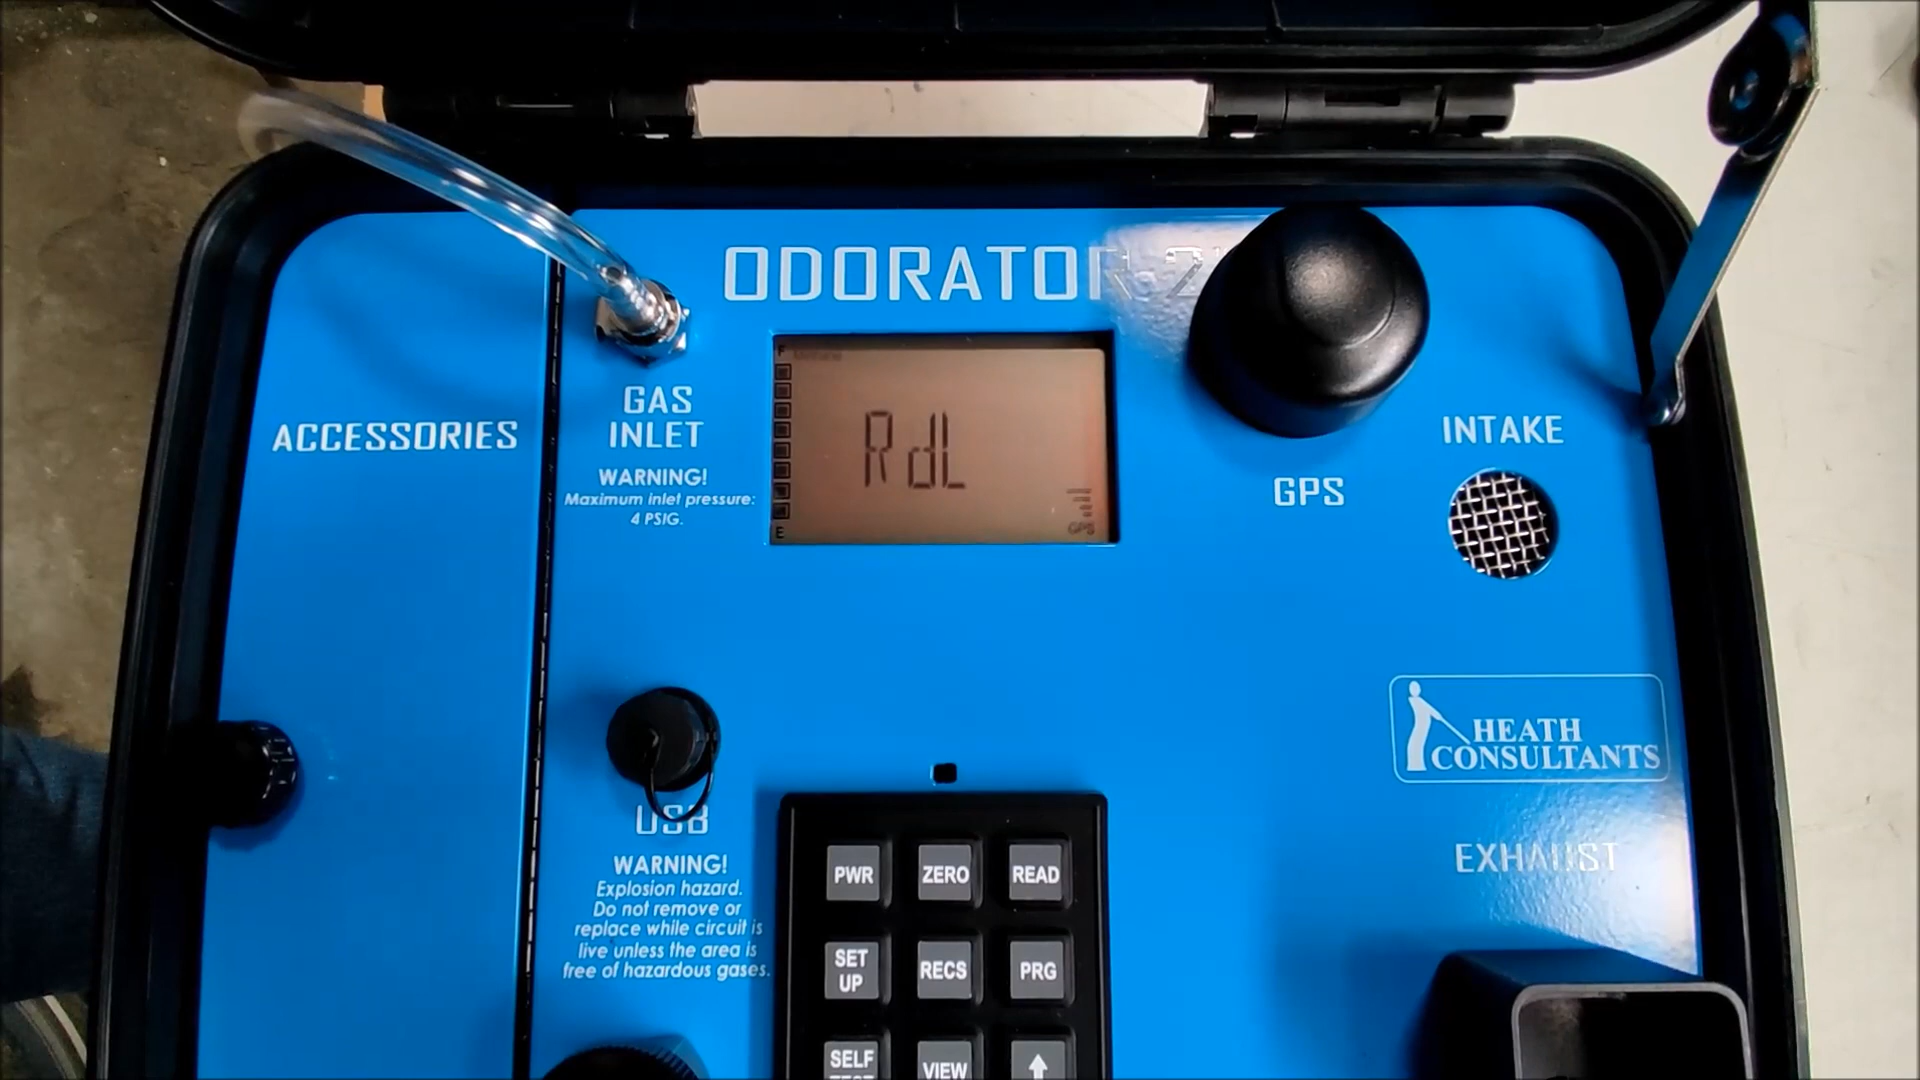 ODORATOR 2
F
RdL
GPS
E
ACCESSORIES
GAS
INLET
WARNING!
Maximum inlet pressure:
4 PSIG.
GPS
INTAKE
HEATH
CONSULTANTS
USB
WARNING!
Explosion hazard.
Do not remove or
replace while circuit is
live unless the area is
free of hazardous gases.
EXHAUST
PWR ZERO READ
SET
UP
RECS PRG
SELF
TEST
VIEW